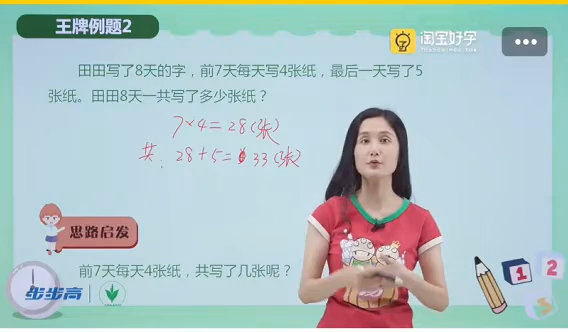 王牌例题2
淘宝好学
田田写了8天的字，前7天每天写4张纸，最后一天写了5
张纸。田田8天一共写了多少张纸？
7×4=28(张)
共：28+5=33(张)
思路启发
前7天每天4张纸，共写了几张呢？
步步高
1
2